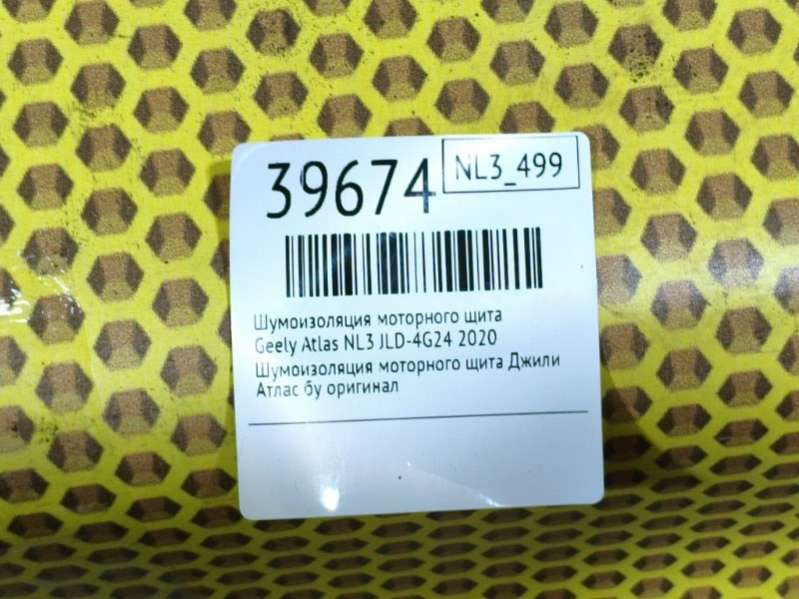 39674
NL3_499
Шумоизоляция моторного щита
Geely Atlas NL3 JLD-4G24 2020
Шумоизоляция моторного щита Джили
Атлас бу оригинал